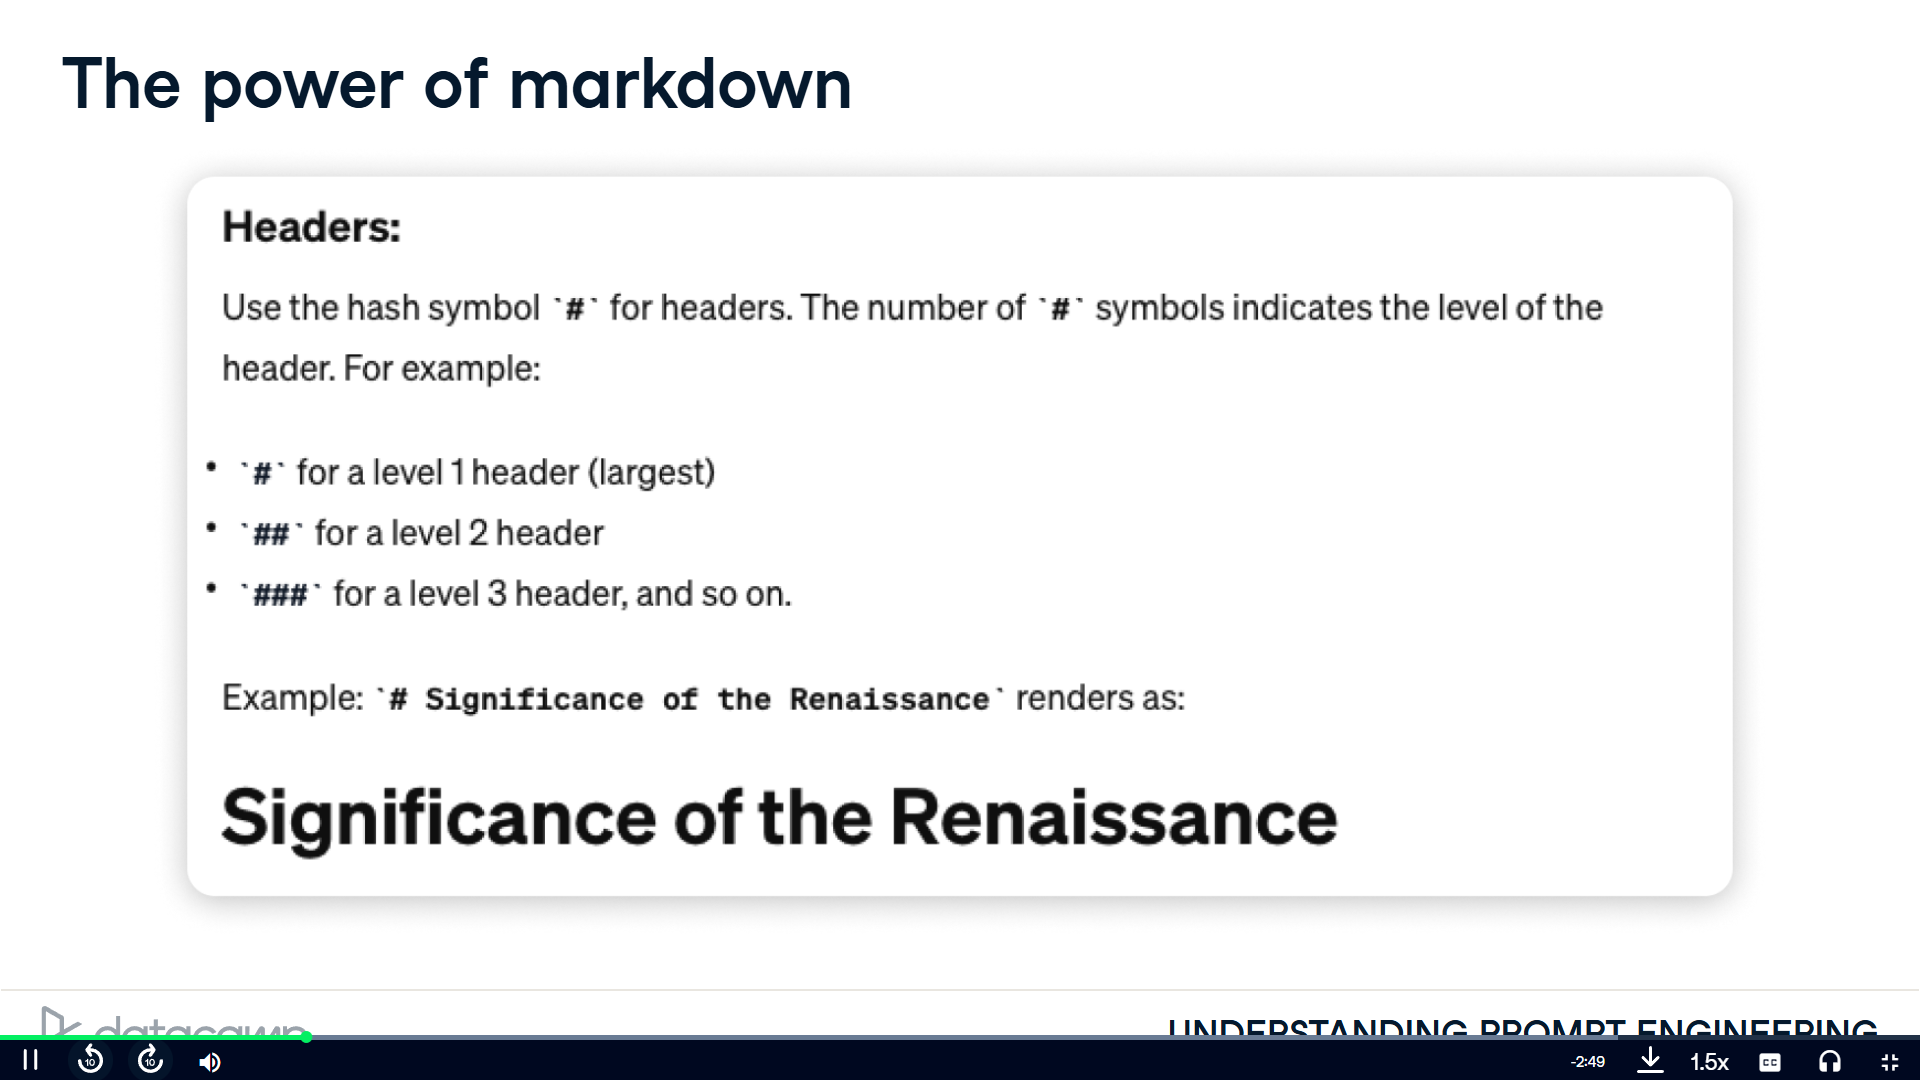 The power of markdown
Headers:
Use the hash symbol `#` for headers. The number of `#` symbols indicates the level of the
header. For example:
• `#` for a level 1 header (largest)
• `##` for a level 2 header
• `###` for a level 3 header, and so on.
Example: `# Significance of the Renaissance` renders as:
Significance of the Renaissance
datacamp
UNDERSTANDING PROMPT ENGINEERING
10
10
-2:49
1.5x
CC